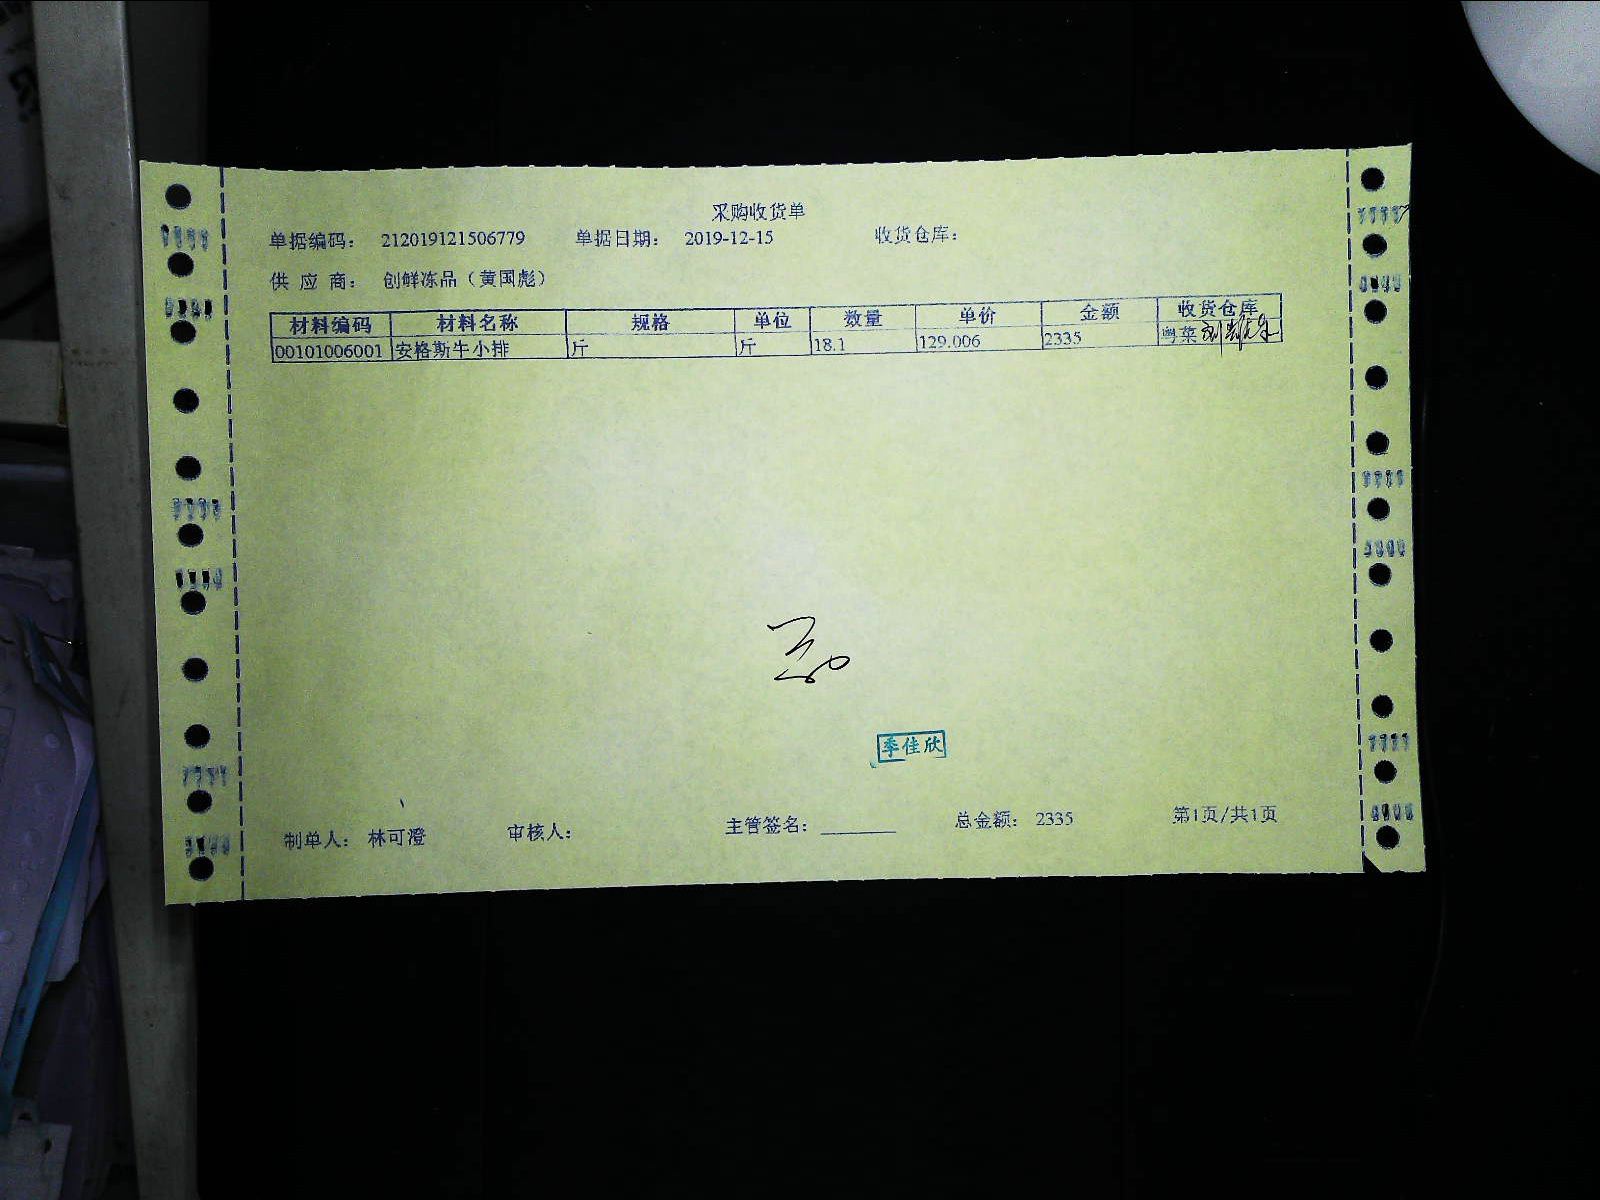 采购收货单
单据编码： 212019121506779 单据日期： 2019-12-15 收货仓库：
供 应 商： 创鲜冻品（黄国彪）
材料编码 材料名称 规格 单位 数量 单价 金额 收货仓库
00101006001 安格斯牛小排 斤 斤 18.1 129.006 2335 粤菜
季佳欣
制单人： 林可澄 审核人： 主管签名：________ 总金额： 2335 第1页/共1页